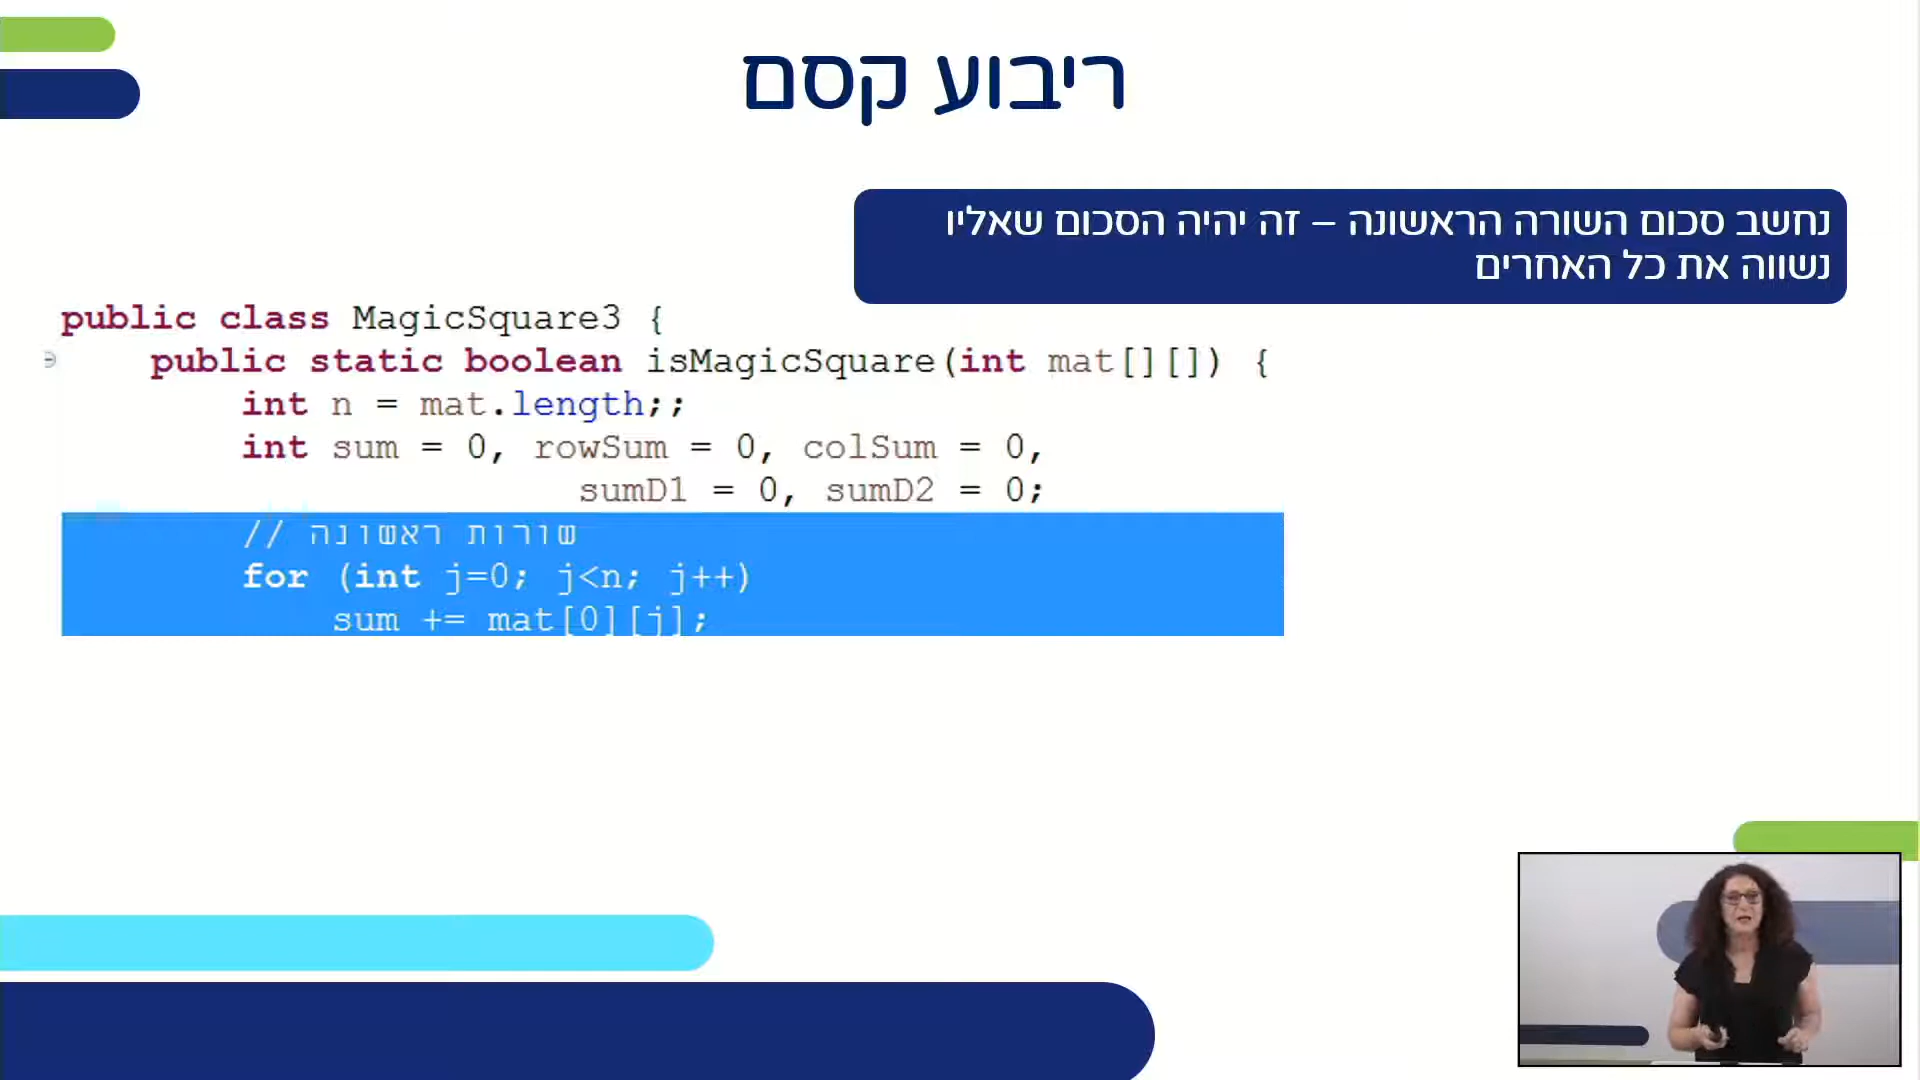 ריבוע קסם
נחשב סכום השורה הראשונה – זה יהיה הסכום שאליו
נשווה את כל האחרים
public class MagicSquare3 {
public static boolean isMagicSquare(int mat[][]) {
int n = mat.length;;
int sum = 0, rowSum = 0, colSum = 0,
sumD1 = 0, sumD2 = 0;
// שורות ראשונה
for (int j=0; j<n; j++)
sum += mat[0][j];